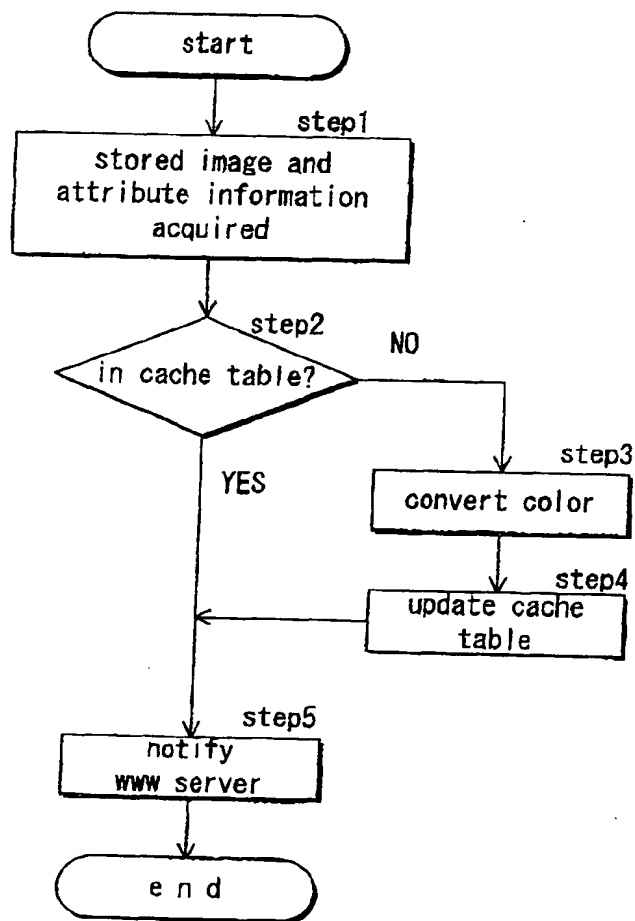 start
step1
stored image and
attribute information
acquired
step2
in cache table?
NO
YES
step3
convert color
step4
update cache
table
step5
notify
www server
e n d